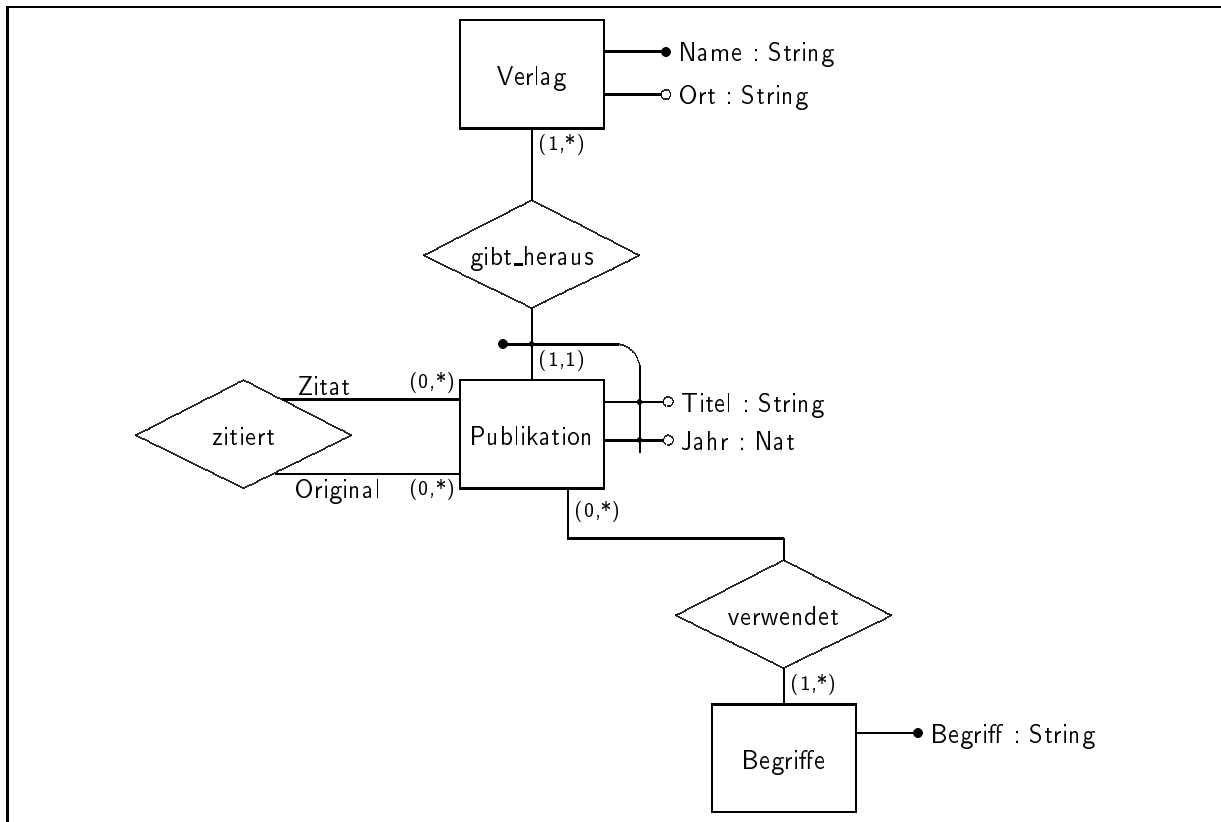 Name : String
Verlag
Ort : String
(1,*)
gibt_heraus
(1,1)
Zitat (0,*)
Titel : String
zitiert
Publikation
Jahr : Nat
Original (0,*)
(0,*)
verwendet
(1,*)
Begriff : String
Begriffe